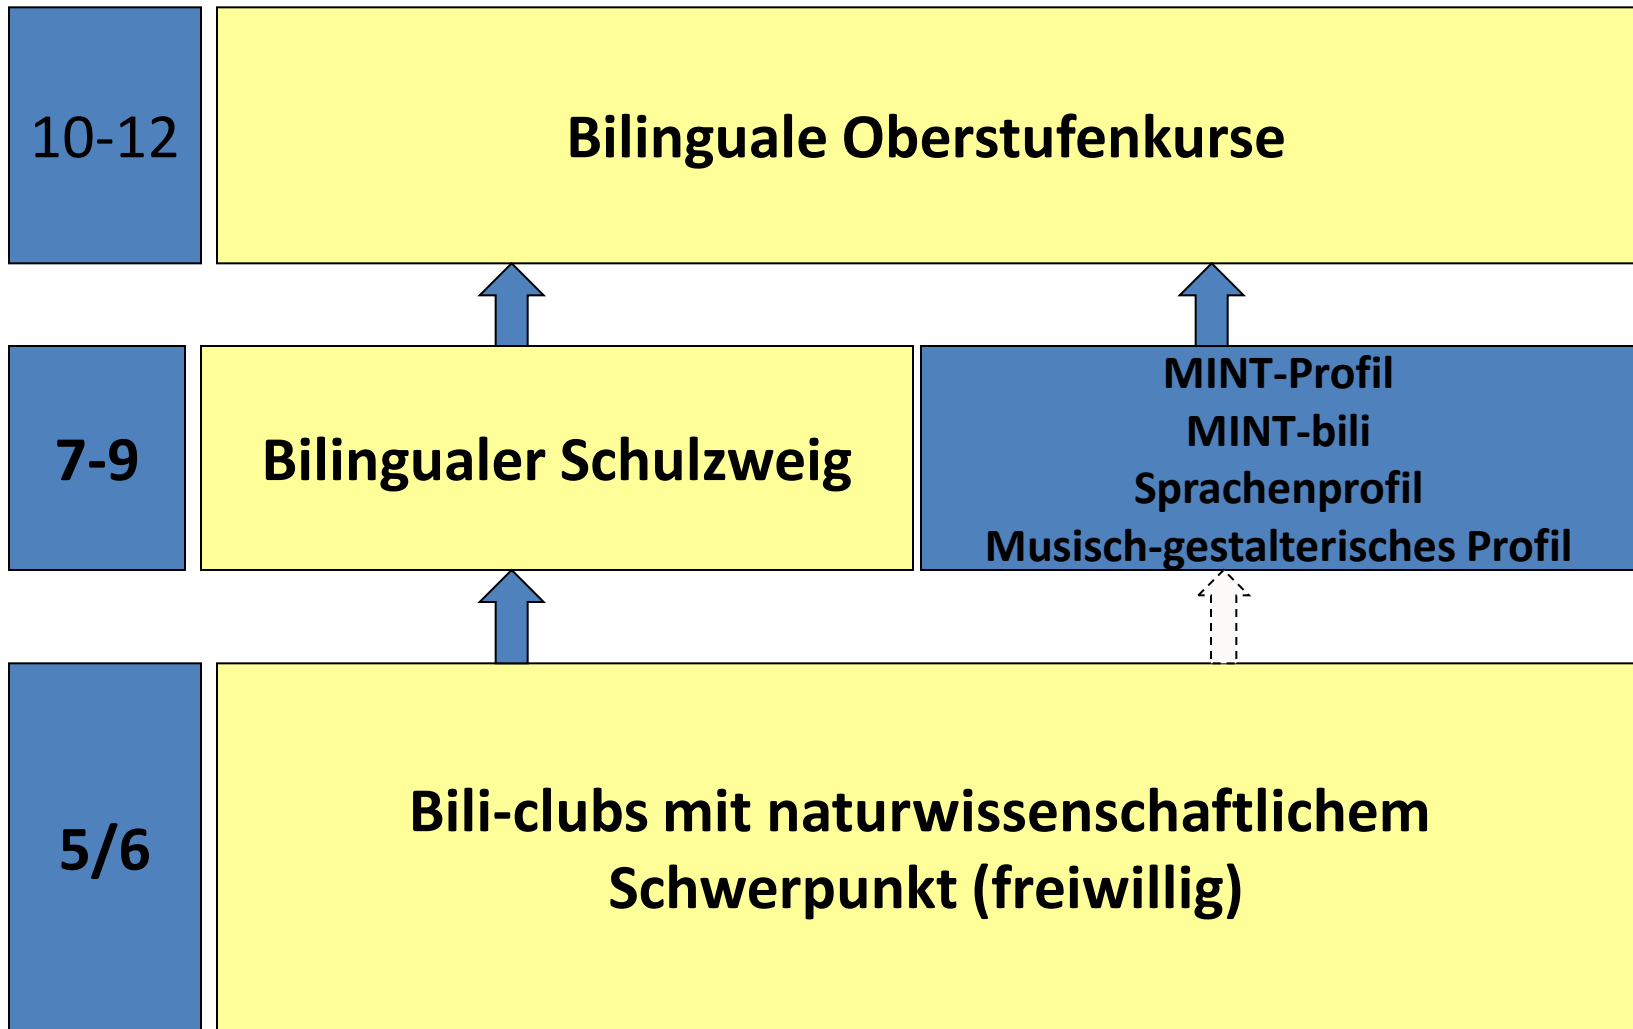 10-12
Bilinguale Oberstufenkurse
7-9
Bilingualer Schulzweig
MINT-Profil
MINT-bili
Sprachenprofil
Musisch-gestalterisches Profil
5/6
Bili-clubs mit naturwissenschaftlichem
Schwerpunkt (freiwillig)